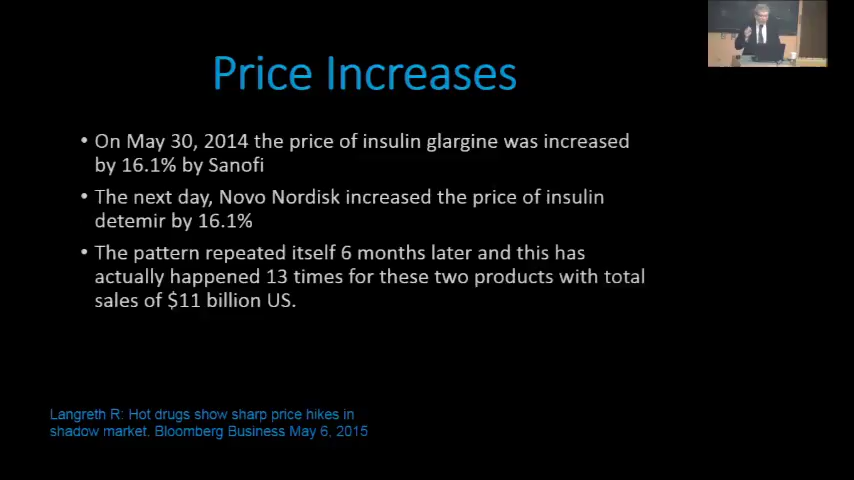 Price Increases
• On May 30, 2014 the price of insulin glargine was increased
by 16.1% by Sanofi
• The next day, Novo Nordisk increased the price of insulin
detemir by 16.1%
• The pattern repeated itself 6 months later and this has
actually happened 13 times for these two products with total
sales of $11 billion US.
Langreth R: Hot drugs show sharp price hikes in
shadow market. Bloomberg Business May 6, 2015